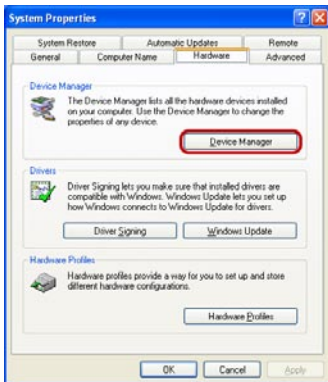 System Properties
System Restore Automatic Updates Remote
General Computer Name Hardware Advanced
Device Manager
The Device Manager lists all the hardware devices installed
on your computer. Use the Device Manager to change the
properties of any device.
Device Manager
Drivers
Driver Signing lets you make sure that installed drivers are
compatible with Windows. Windows Update lets you set up
how Windows connects to Windows Update for drivers.
Driver Signing Windows Update
Hardware Profiles
Hardware profiles provide a way for you to set up and store
different hardware configurations.
Hardware Profiles
OK Cancel Apply